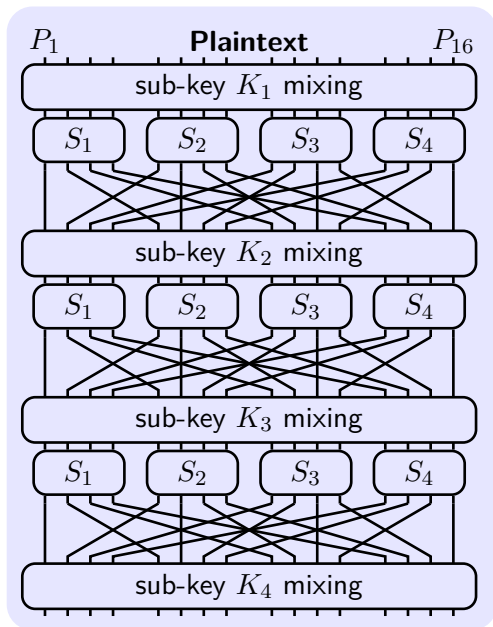 P₁ Plaintext P₁₆
sub-key K₁ mixing
S₁ S₂ S₃ S₄
sub-key K₂ mixing
S₁ S₂ S₃ S₄
sub-key K₃ mixing
S₁ S₂ S₃ S₄
sub-key K₄ mixing